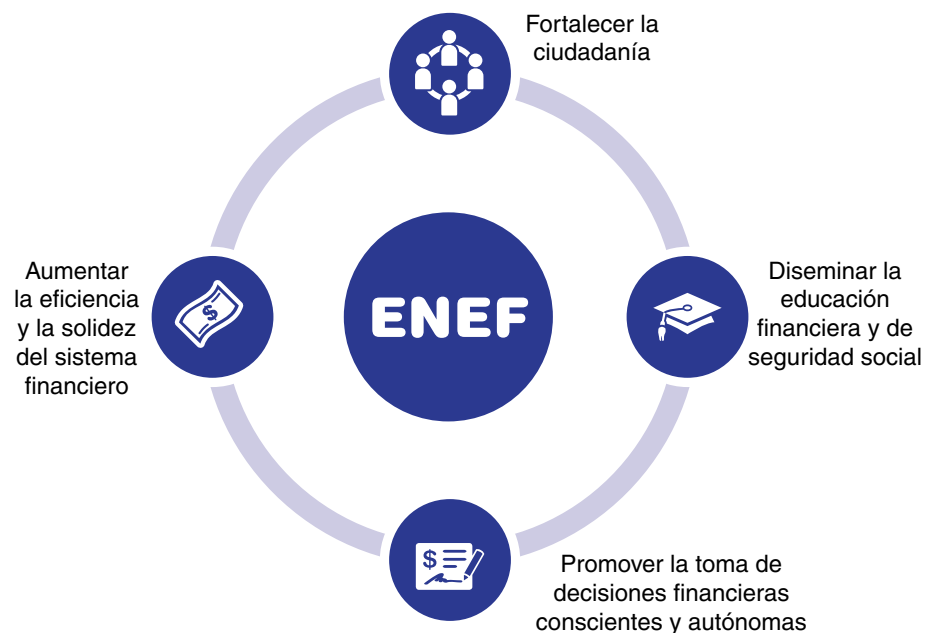 Fortalecer la
ciudadanía
Aumentar
la eficiencia
y la solidez
del sistema
financiero
$
ENEF
Diseminar la
educación
financiera y de
seguridad social
$
Promover la toma de
decisiones financieras
conscientes y autónomas